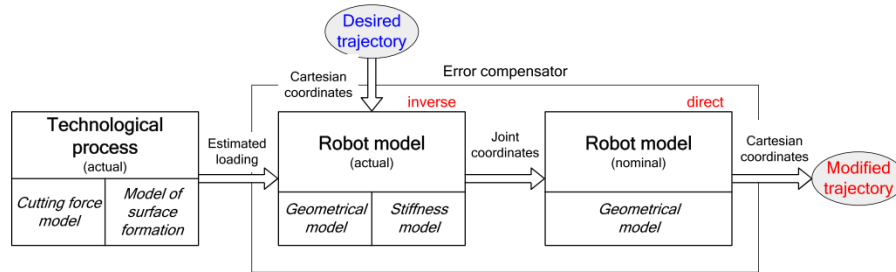 Desired
trajectory
Cartesian
coordinates
Error compensator
inverse
direct
Technological
process
(actual)
Cutting force
model
Model of
surface
formation
Estimated
loading
Robot model
(actual)
Geometrical
model
Stiffness
model
Joint
coordinates
Robot model
(nominal)
Geometrical
model
Cartesian
coordinates
Modified
trajectory